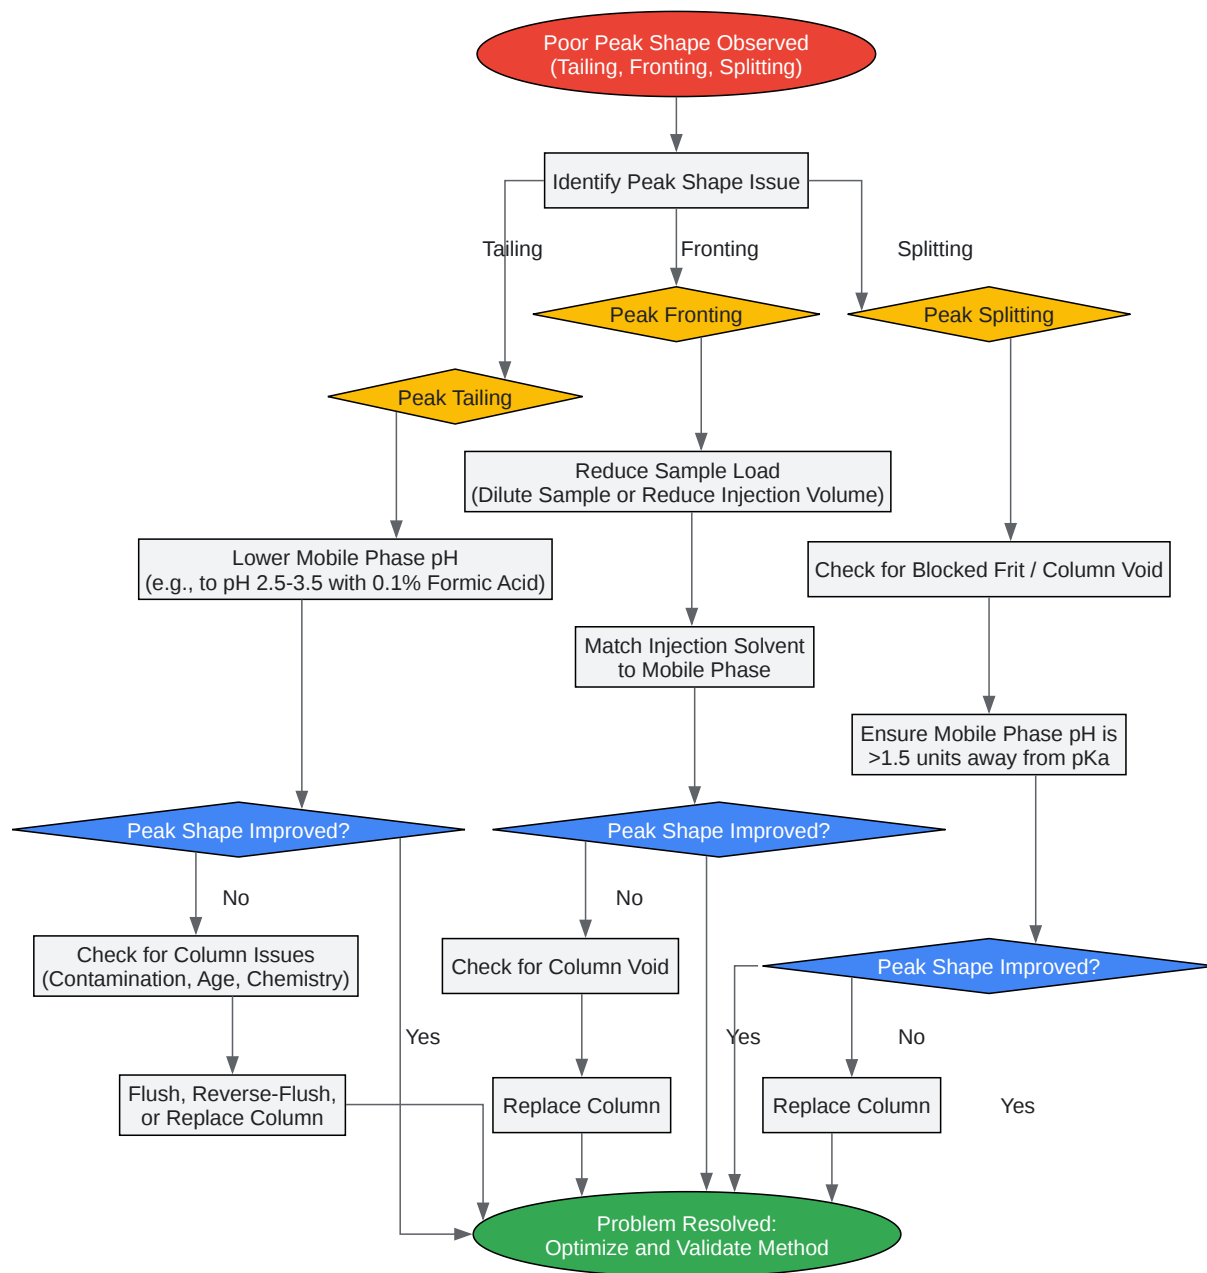 Poor Peak Shape Observed
(Tailing, Fronting, Splitting)
Identify Peak Shape Issue
Tailing
Fronting
Splitting
Peak Fronting
Peak Splitting
Peak Tailing
Reduce Sample Load
(Dilute Sample or Reduce Injection Volume)
Lower Mobile Phase pH
(e.g., to pH 2.5-3.5 with 0.1% Formic Acid)
Check for Blocked Frit / Column Void
Match Injection Solvent
to Mobile Phase
Ensure Mobile Phase pH is
>1.5 units away from pKa
Peak Shape Improved?
Peak Shape Improved?
No
No
Check for Column Issues
(Contamination, Age, Chemistry)
Check for Column Void
Peak Shape Improved?
Yes
Yes
No
Flush, Reverse-Flush,
or Replace Column
Replace Column
Replace Column
Yes
Problem Resolved:
Optimize and Validate Method